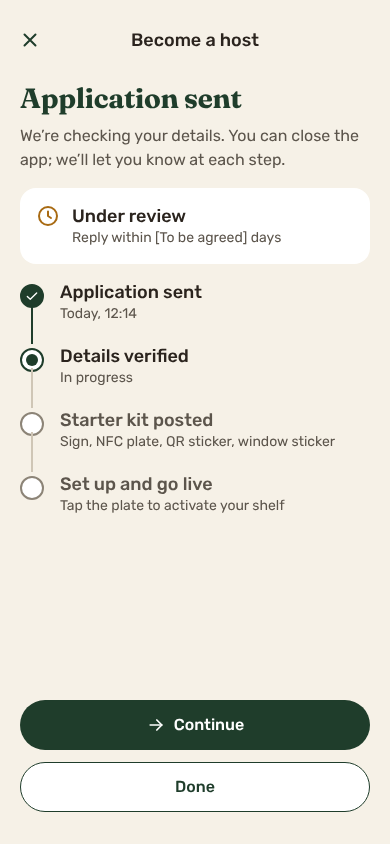 Become a host
Application sent
We’re checking your details. You can close the
app; we’ll let you know at each step.
Under review
Reply within [To be agreed] days
Application sent
Today, 12:14
Details verified
In progress
Starter kit posted
Sign, NFC plate, QR sticker, window sticker
Set up and go live
Tap the plate to activate your shelf
Continue
Done